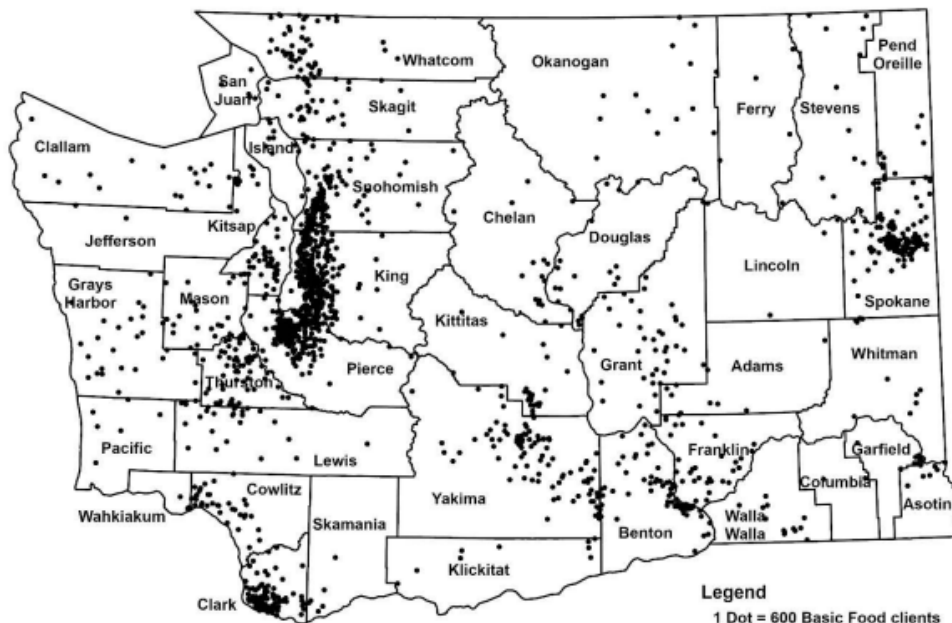 Whatcom
Okanogan
Pend
Oreille
San
Juan
Skagit
Ferry
Stevens
Clallam
Island
Snohomish
Chelan
Kitsap
Douglas
Jefferson
King
Lincoln
Grays
Harbor
Mason
Spokane
Kittitas
Whitman
Pierce
Grant
Adams
Thurston
Pacific
Lewis
Franklin
Garfield
Cowlitz
Columbia
Wahkiakum
Skamania
Yakima
Asotin
Walla
Walla
Benton
Klickitat
Clark
Legend
1 Dot = 600 Basic Food clients